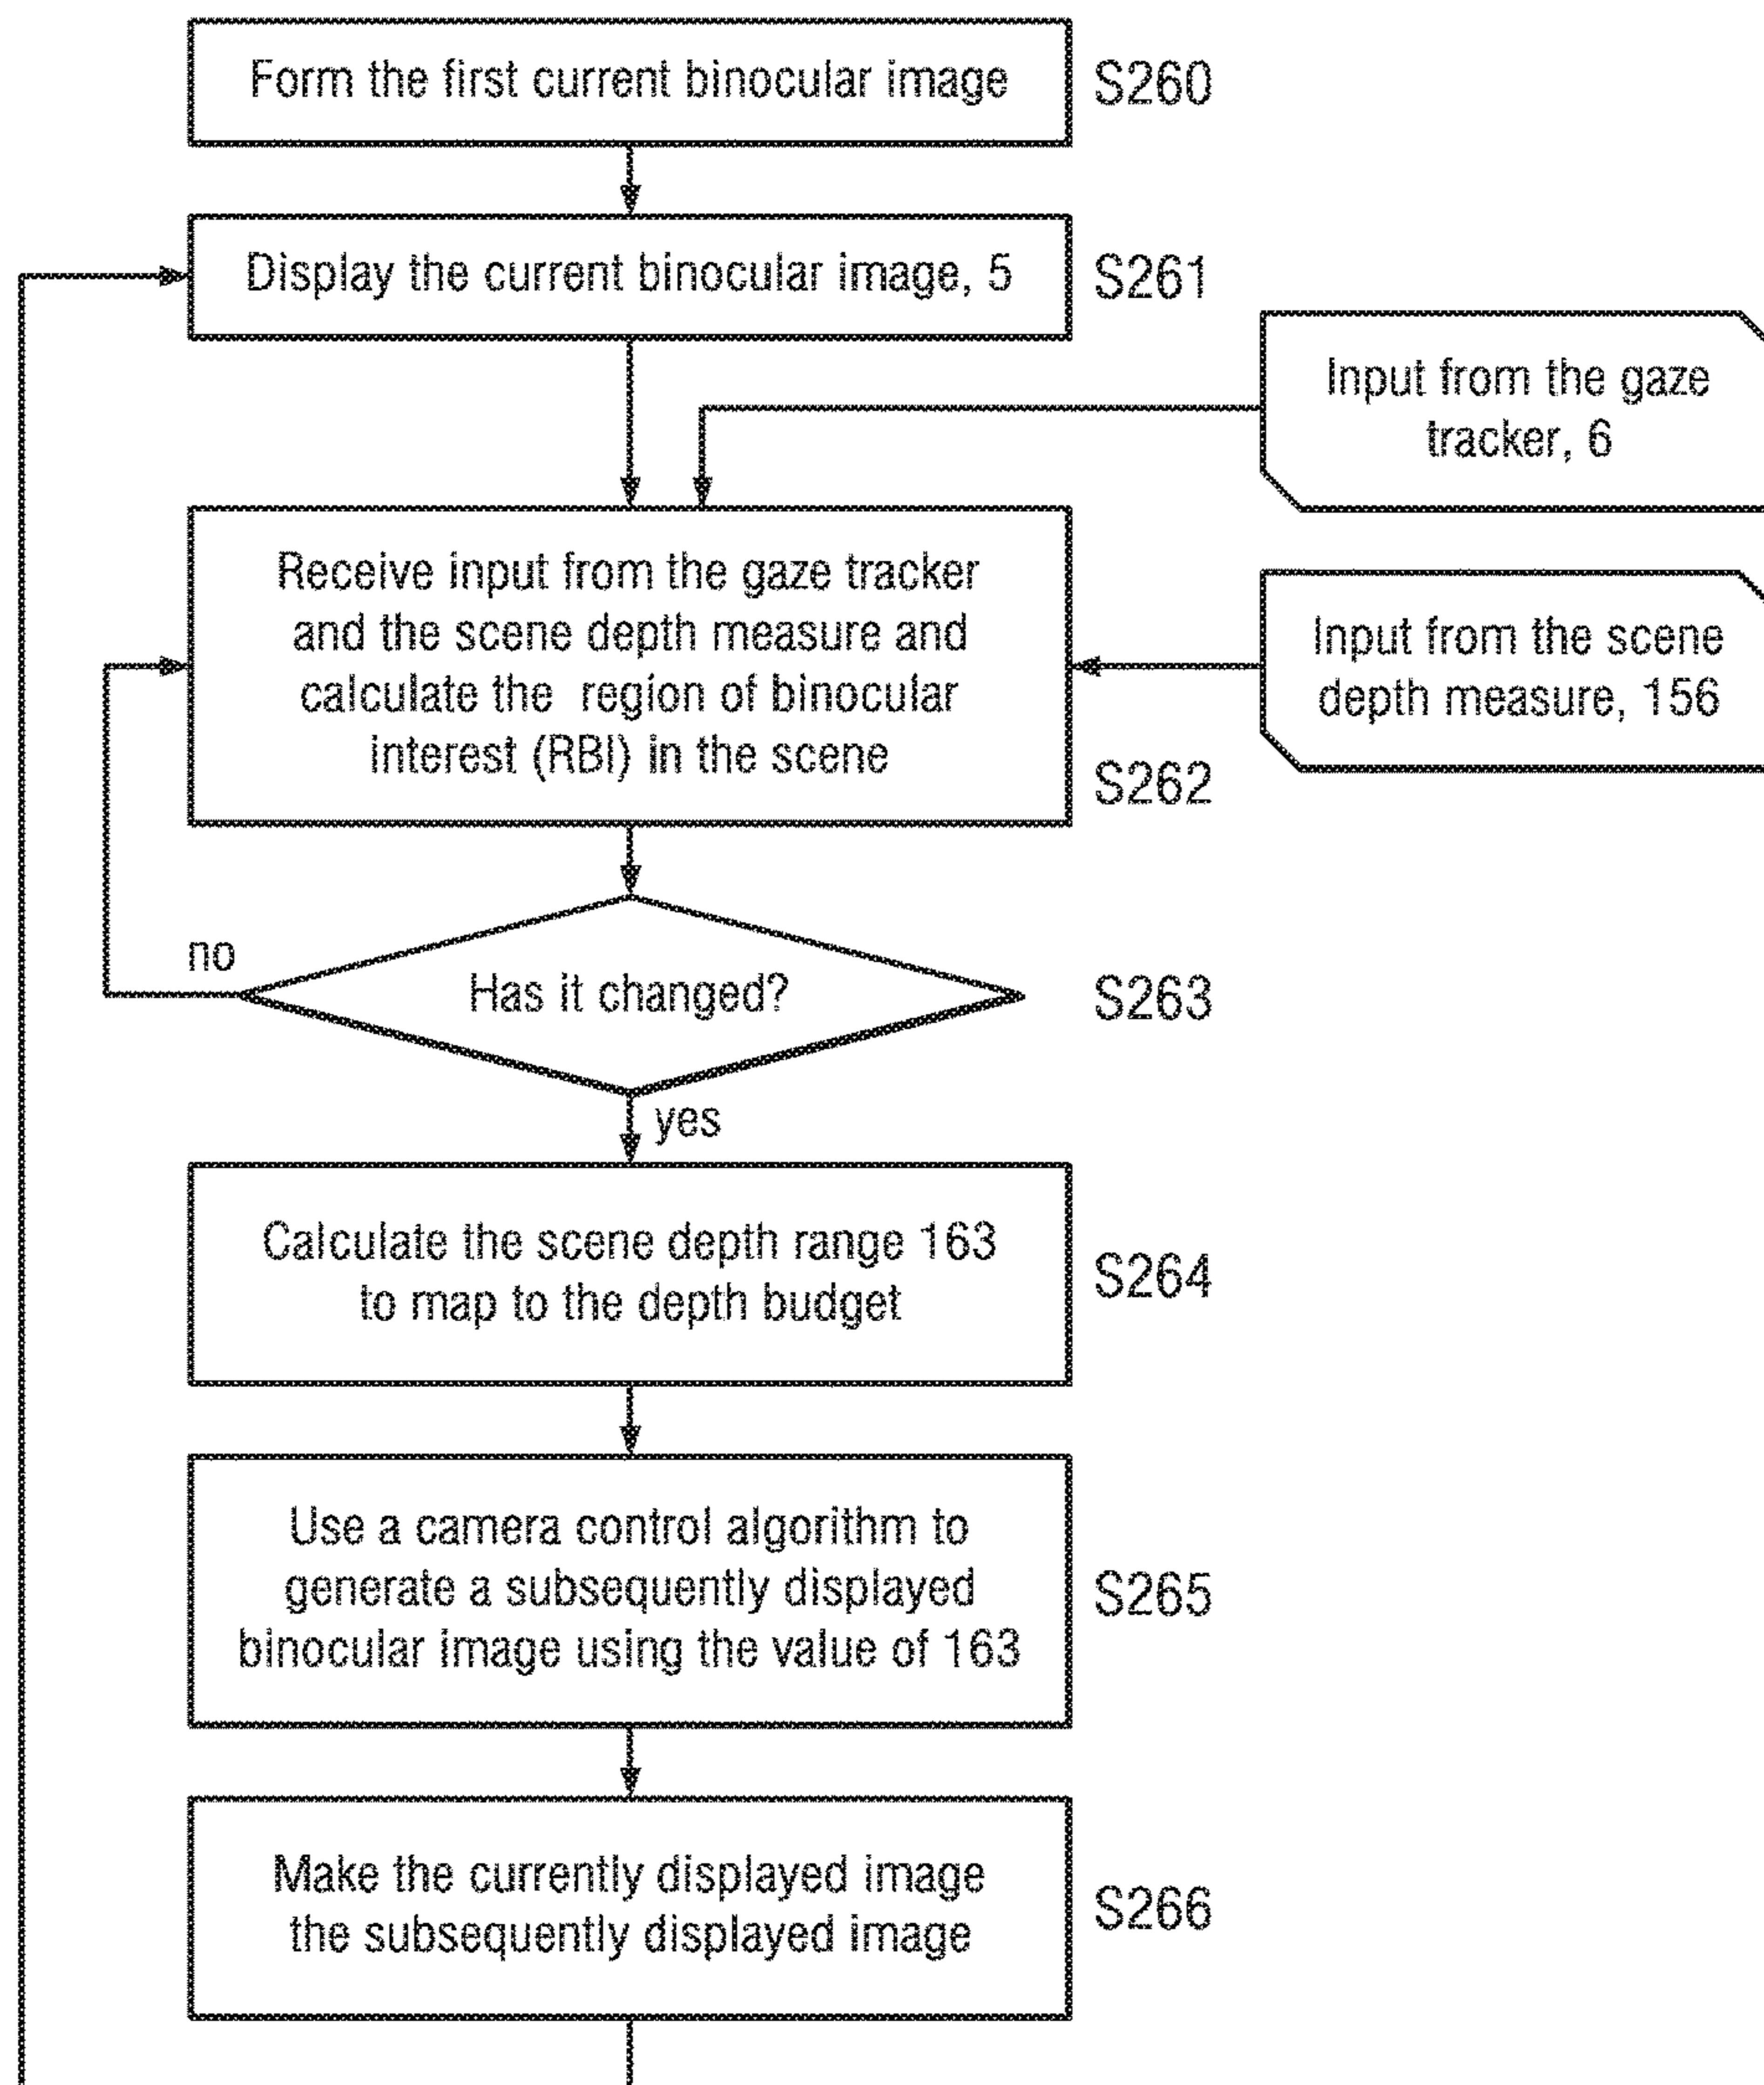 Form the first current binocular image
S260
Display the current binocular image, 5
S261
Input from the gaze
tracker, 6
Receive input from the gaze tracker
and the scene depth measure and
calculate the region of binocular
interest (RBI) in the scene
S262
Input from the scene
depth measure, 156
no
Has it changed?
S263
yes
Calculate the scene depth range 163
to map to the depth budget
S264
Use a camera control algorithm to
generate a subsequently displayed
binocular image using the value of 163
S265
Make the currently displayed image
the subsequently displayed image
S266